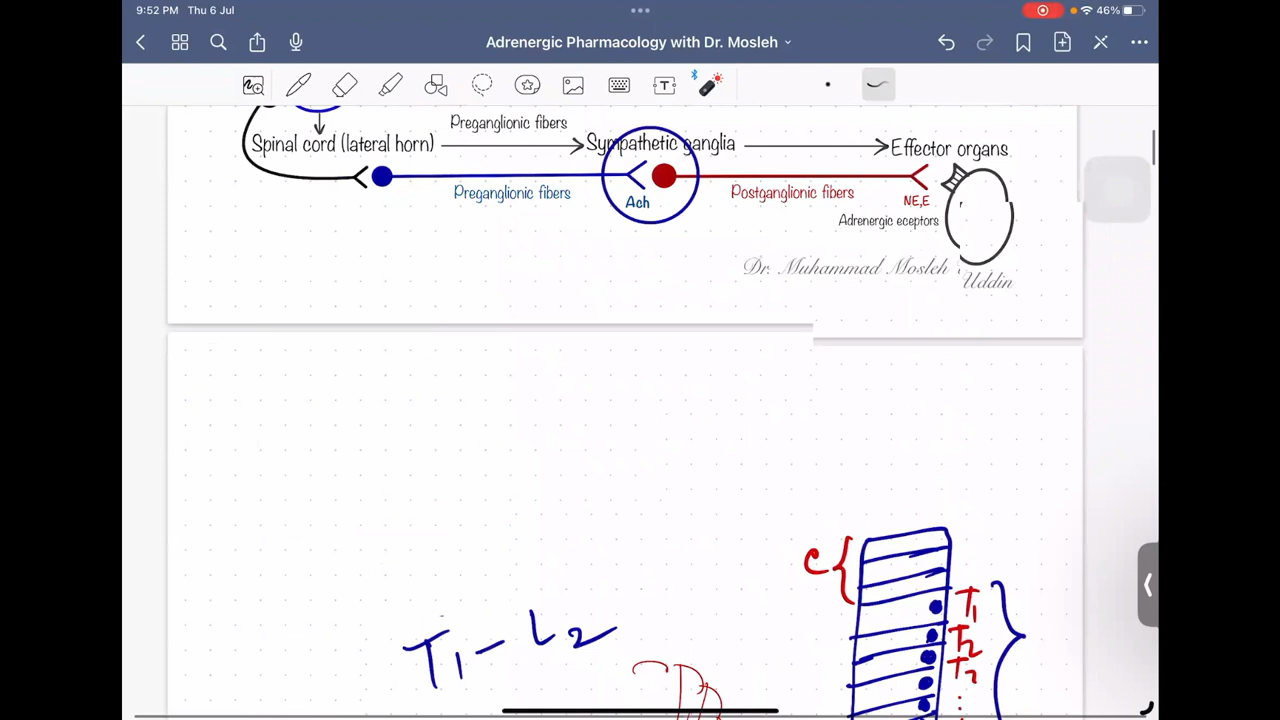 9:52 PM Thu 6 Jul
46%
Adrenergic Pharmacology with Dr. Mosleh
Preganglionic fibers
Spinal cord (lateral horn)
Sympathetic ganglia
Effector organs
Preganglionic fibers
Ach
Postganglionic fibers
NE,E
Adrenergic eceptors
Dr. Muhammad Mosleh
Uddin
C
T1
T2
T1 - L2